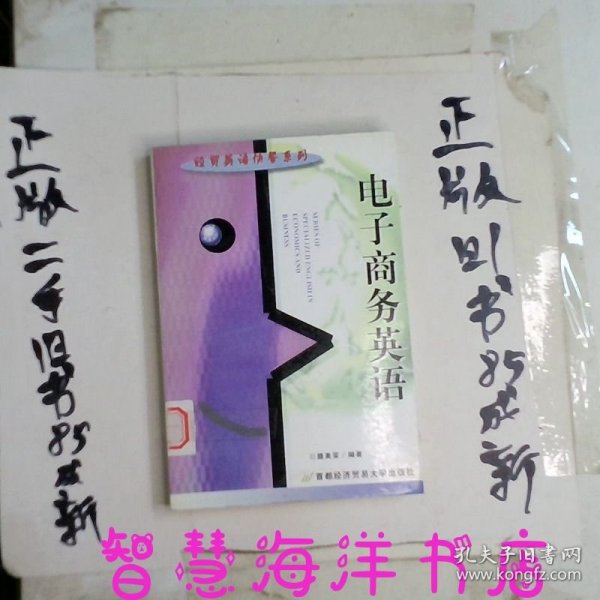 正版二手旧书85成新
经贸英语快餐系列
电子商务英语
SERIES OF
SPECIALIZED ENGLISH IN
ECONOMICS AND
BUSINESS
编著
首都经济贸易大学出版社
正版旧书85成新
智慧海洋书店
孔夫子旧书网
www.kongfz.com